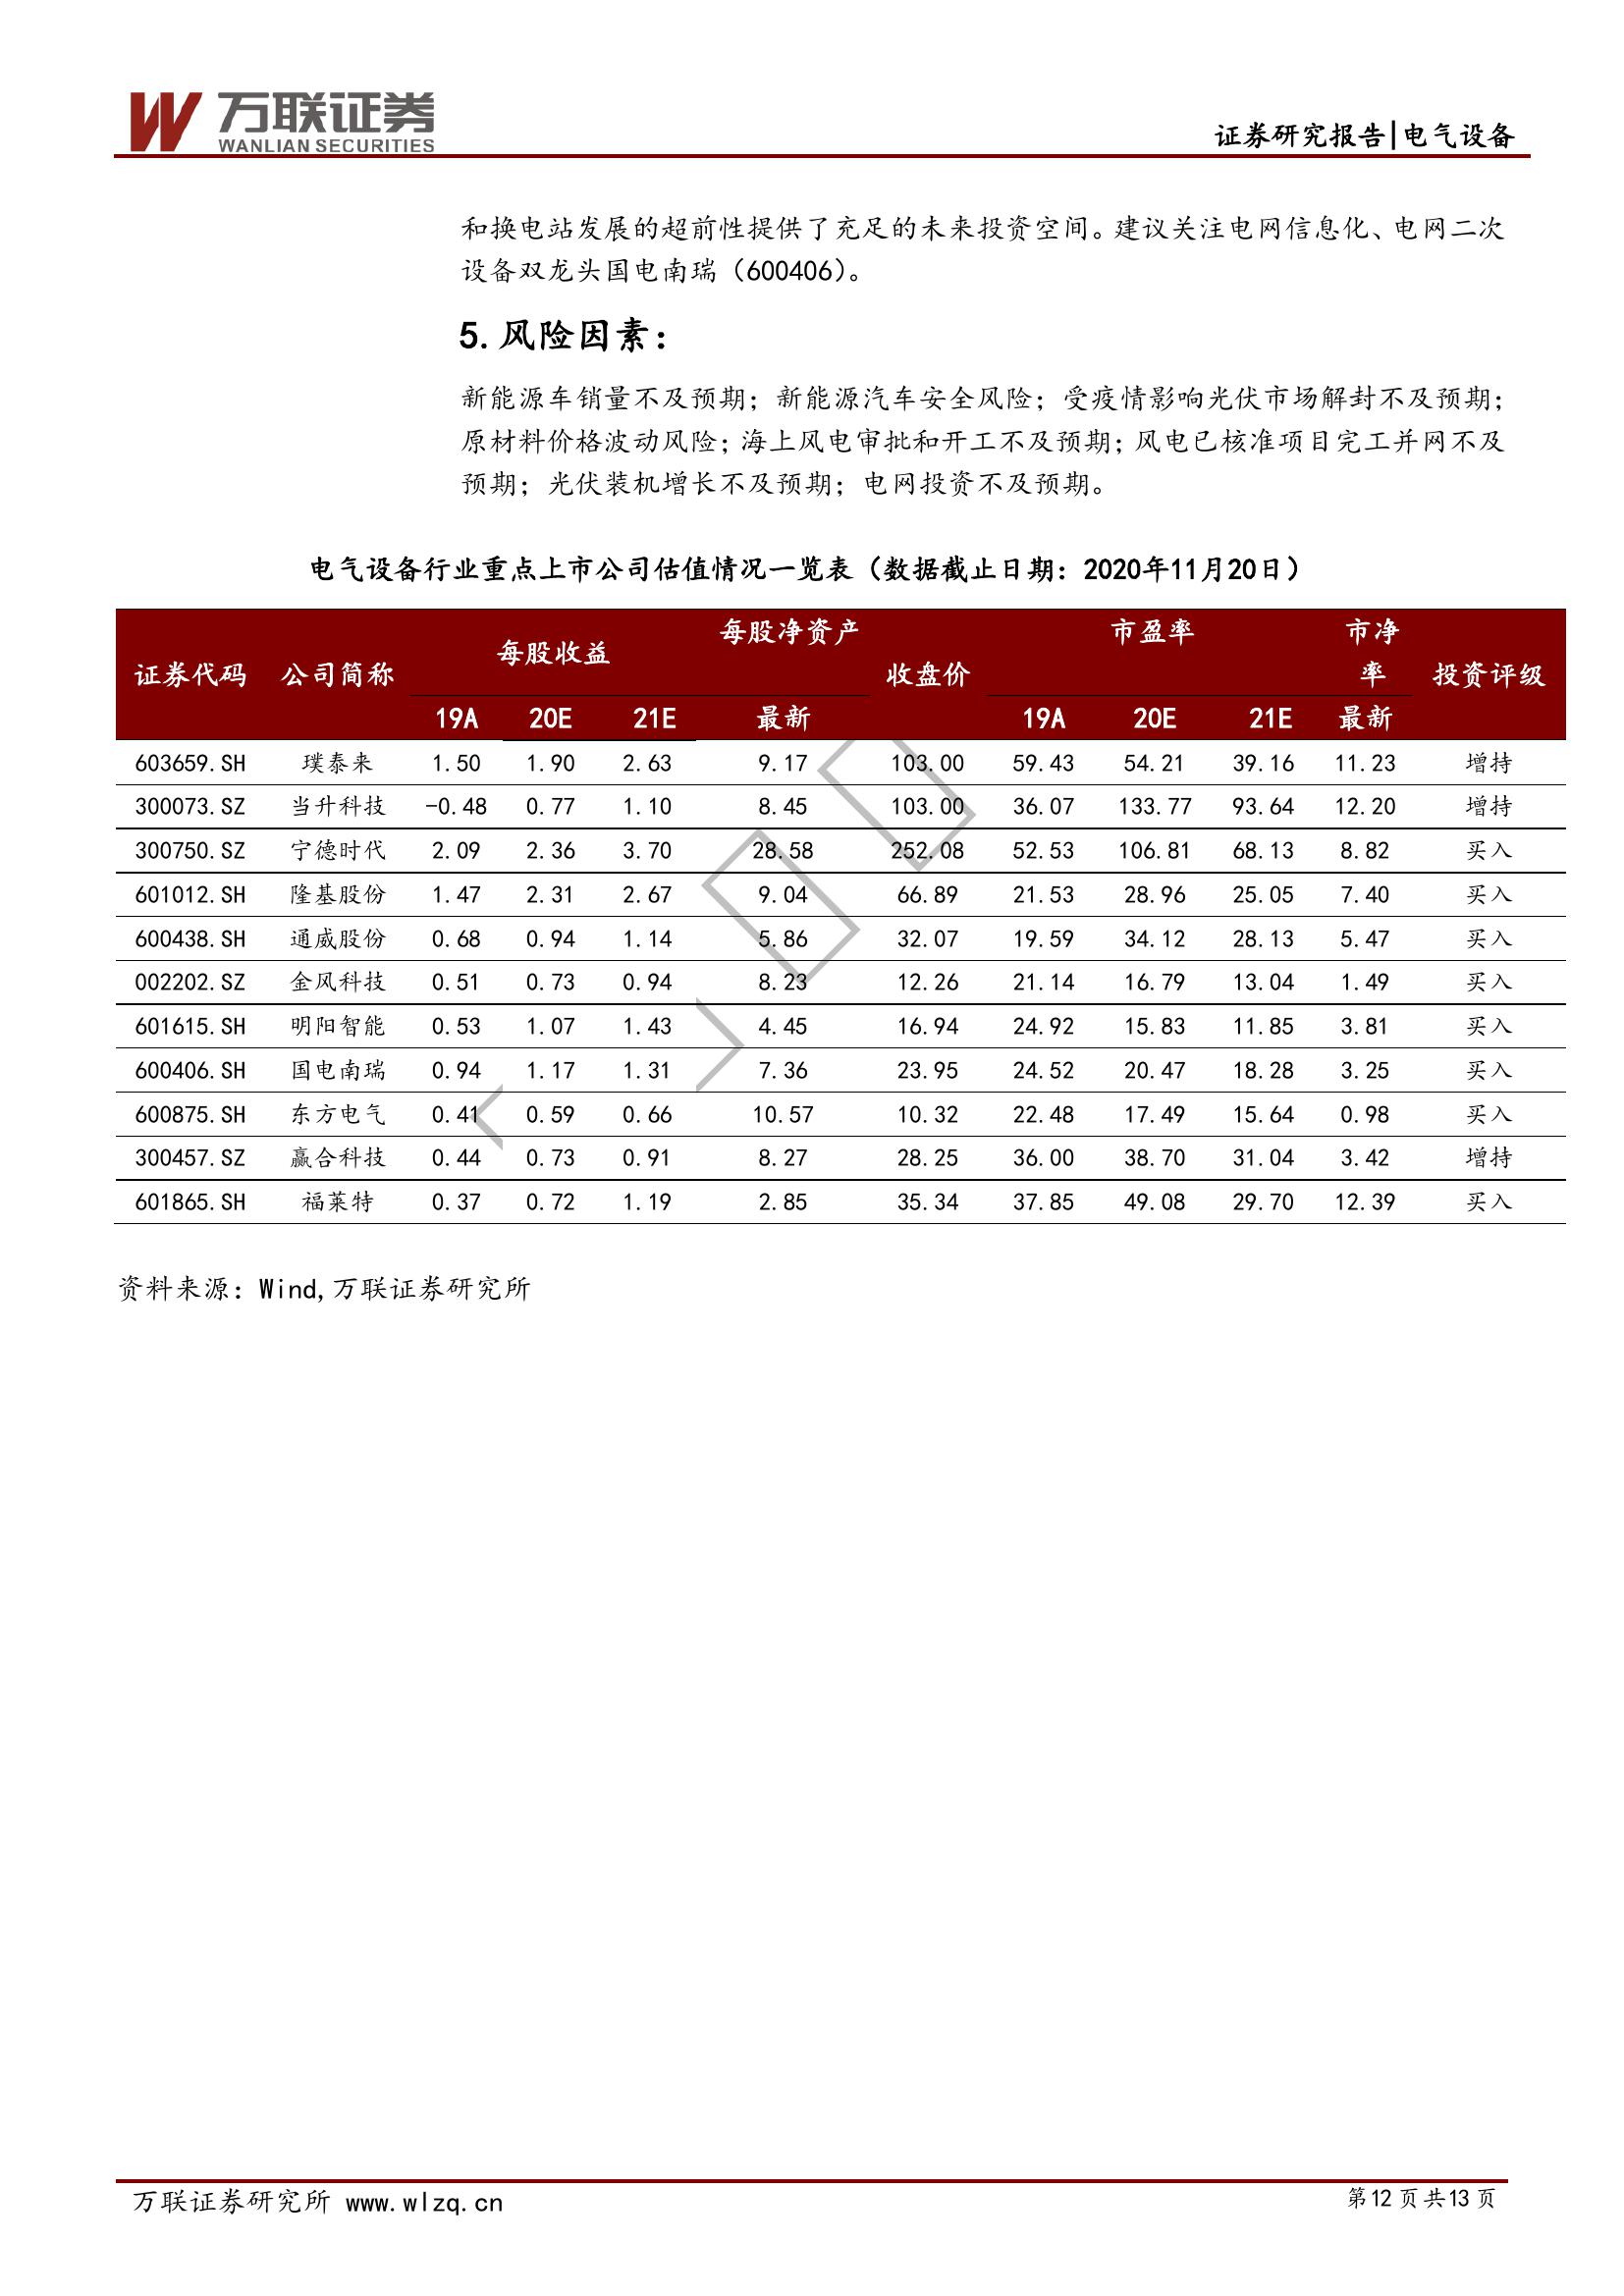 万联证券
WANLIAN SECURITIES
证券研究报告|电气设备
和换电站发展的超前性提供了充足的未来投资空间。建议关注电网信息化、电网二次
设备双龙头国电南瑞（600406）。
5.风险因素：
新能源车销量不及预期；新能源汽车安全风险；受疫情影响光伏市场解封不及预期；
原材料价格波动风险；海上风电审批和开工不及预期；风电已核准项目完工并网不及
预期；光伏装机增长不及预期；电网投资不及预期。
电气设备行业重点上市公司估值情况一览表（数据截止日期：2020年11月20日）
证券代码 公司简称 每股收益 每股净资产 收盘价 市盈率 市净率 投资评级
19A 20E 21E 最新 19A 20E 21E 最新
603659.SH 璞泰来 1.50 1.90 2.63 9.17 103.00 59.43 54.21 39.16 11.23 增持
300073.SZ 当升科技 -0.48 0.77 1.10 8.45 103.00 36.07 133.77 93.64 12.20 增持
300750.SZ 宁德时代 2.09 2.36 3.70 28.58 252.08 52.53 106.81 68.13 8.82 买入
601012.SH 隆基股份 1.47 2.31 2.67 9.04 66.89 21.53 28.96 25.05 7.40 买入
600438.SH 通威股份 0.68 0.94 1.14 5.86 32.07 19.59 34.12 28.13 5.47 买入
002202.SZ 金风科技 0.51 0.73 0.94 8.23 12.26 21.14 16.79 13.04 1.49 买入
601615.SH 明阳智能 0.53 1.07 1.43 4.45 16.94 24.92 15.83 11.85 3.81 买入
600406.SH 国电南瑞 0.94 1.17 1.31 7.36 23.95 24.52 20.47 18.28 3.25 买入
600875.SH 东方电气 0.41 0.59 0.66 10.57 10.32 22.48 17.49 15.64 0.98 买入
300457.SZ 赢合科技 0.44 0.73 0.91 8.27 28.25 36.00 38.70 31.04 3.42 增持
601865.SH 福莱特 0.37 0.72 1.19 2.85 35.34 37.85 49.08 29.70 12.39 买入
资料来源：Wind,万联证券研究所
万联证券研究所 www.wlzq.cn
第12页共13页